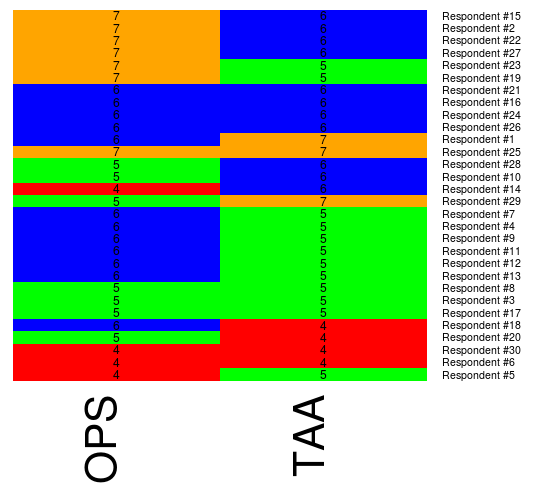 7 6 Respondent #15
7 6 Respondent #2
7 6 Respondent #22
7 6 Respondent #27
7 5 Respondent #23
7 5 Respondent #19
6 6 Respondent #21
6 6 Respondent #16
6 6 Respondent #24
6 6 Respondent #26
6 7 Respondent #1
7 7 Respondent #25
5 6 Respondent #28
5 6 Respondent #10
4 6 Respondent #14
5 7 Respondent #29
6 5 Respondent #7
6 5 Respondent #4
6 5 Respondent #9
6 5 Respondent #11
6 5 Respondent #12
6 5 Respondent #13
5 5 Respondent #8
5 5 Respondent #3
5 5 Respondent #17
6 4 Respondent #18
5 4 Respondent #20
4 4 Respondent #30
4 4 Respondent #6
4 5 Respondent #5
OPS
TAA